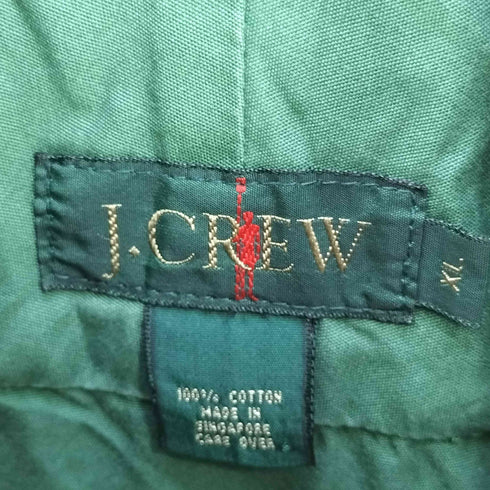 J.CREW
XL
100% COTTON
MADE IN
SINGAPORE
CARE OVER